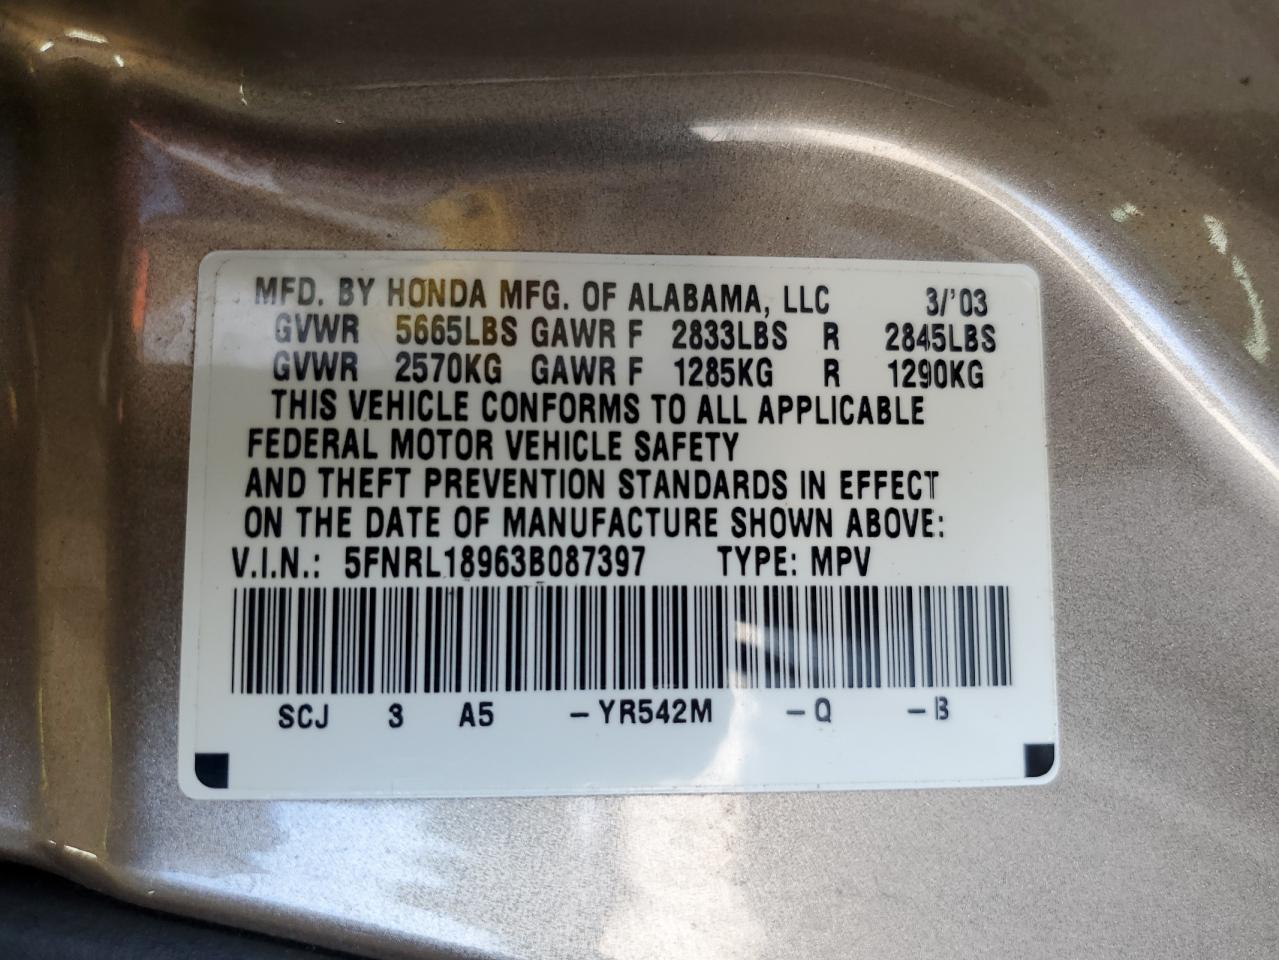 MFD. BY HONDA MFG. OF ALABAMA, LLC 3/'03
GVWR 5665LBS GAWR F 2833LBS R 2845LBS
GVWR 2570KG GAWR F 1285KG R 1290KG
THIS VEHICLE CONFORMS TO ALL APPLICABLE
FEDERAL MOTOR VEHICLE SAFETY
AND THEFT PREVENTION STANDARDS IN EFFECT
ON THE DATE OF MANUFACTURE SHOWN ABOVE:
V.I.N.: 5FNRL18963B087397 TYPE: MPV
SCJ 3 A5 -YR542M -Q -B